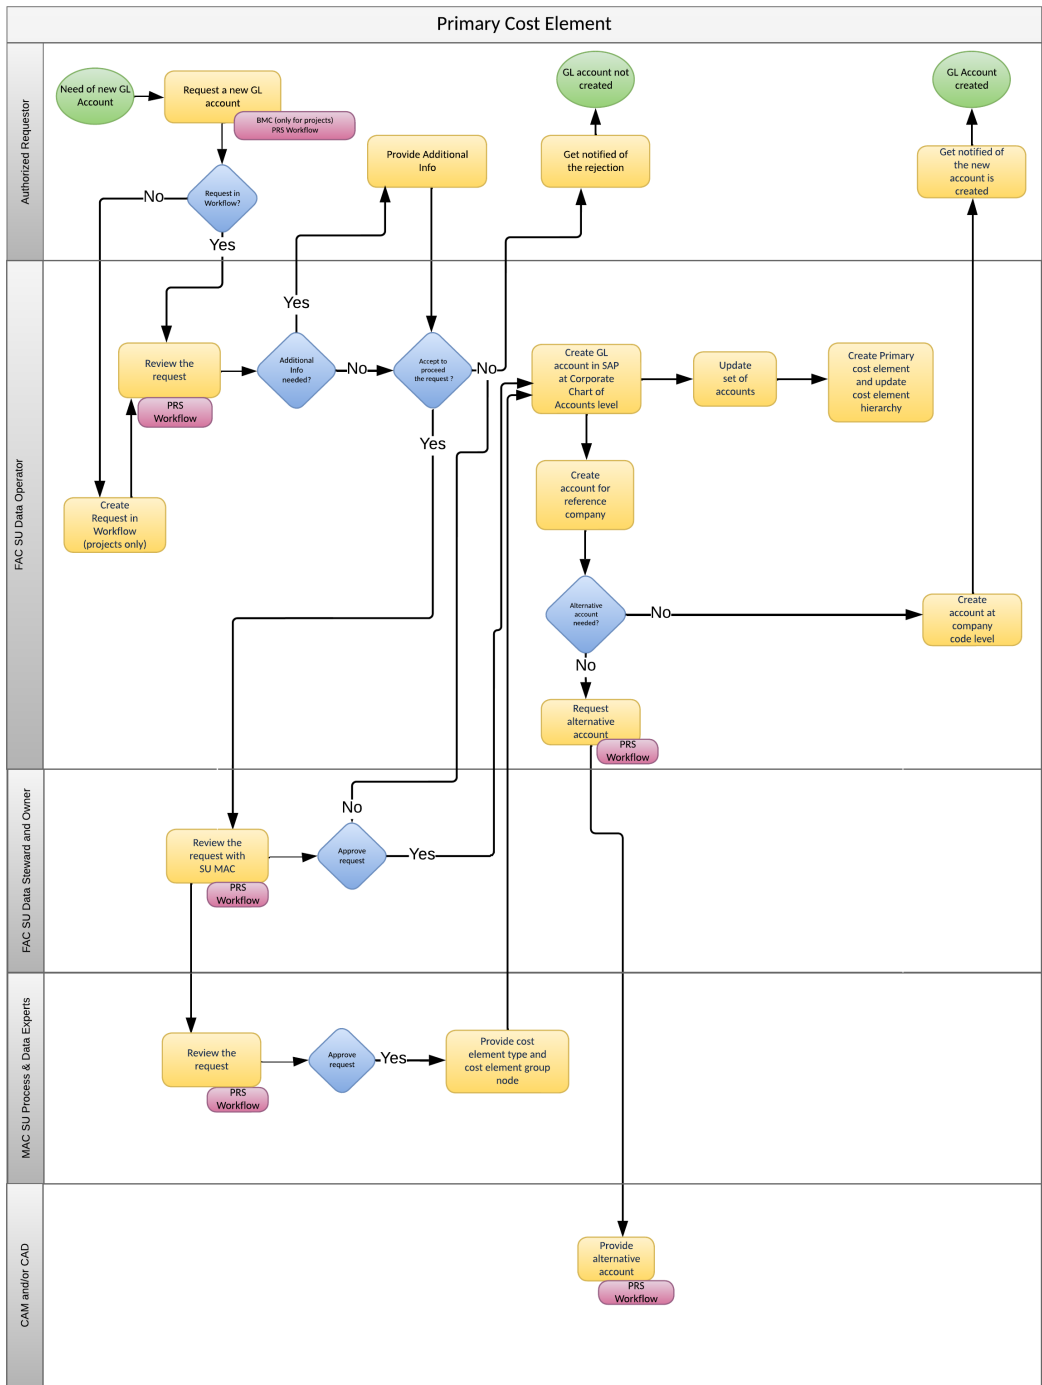 Primary Cost Element
Authorized Requestor
Need of new GL
Account
Request a new GL
account
BMC (only for projects)
PRS Workflow
Request in
Workflow?
No
Yes
Provide Additional
Info
GL account not
created
Get notified of
the rejection
GL Account
created
Get notified of
the new
account is
created
FAC SU Data Operator
Review the
request
PRS
Workflow
Create
Request in
Workflow
(projects only)
Yes
Additional
Info
needed?
No
Accept to
proceed
the request ?
No
Yes
Create GL
account in SAP
at Corporate
Chart of
Accounts level
Update
set of
accounts
Create Primary
cost element
and update
cost element
hierarchy
Create
account for
reference
company
Alternative
account
needed?
No
No
Create
account at
company
code level
Request
alternative
account
PRS
Workflow
FAC SU Data Steward and Owner
Review the
request with
SU MAC
PRS
Workflow
No
Approve
request
Yes
MAC SU Process & Data Experts
Review the
request
PRS
Workflow
Approve
request
Yes
Provide cost
element type and
cost element group
node
CAM and/or CAD
Provide
alternative
account
PRS
Workflow